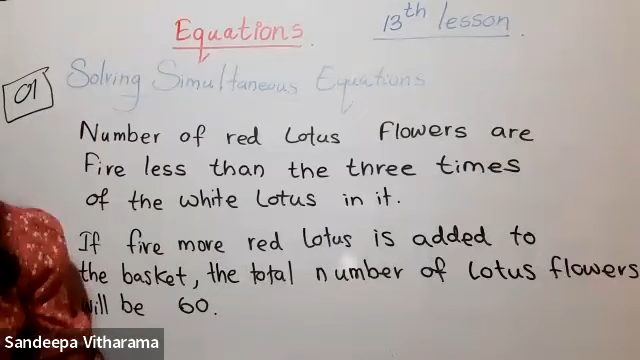 Equations.
13th lesson.
01
Solving Simultaneous Equations
Number of red Lotus Flowers are
Five less than the three times
of the white Lotus in it.
If five more red Lotus is added to
the basket, the total number of Lotus flowers
will be 60.
Sandeepa Vitharama